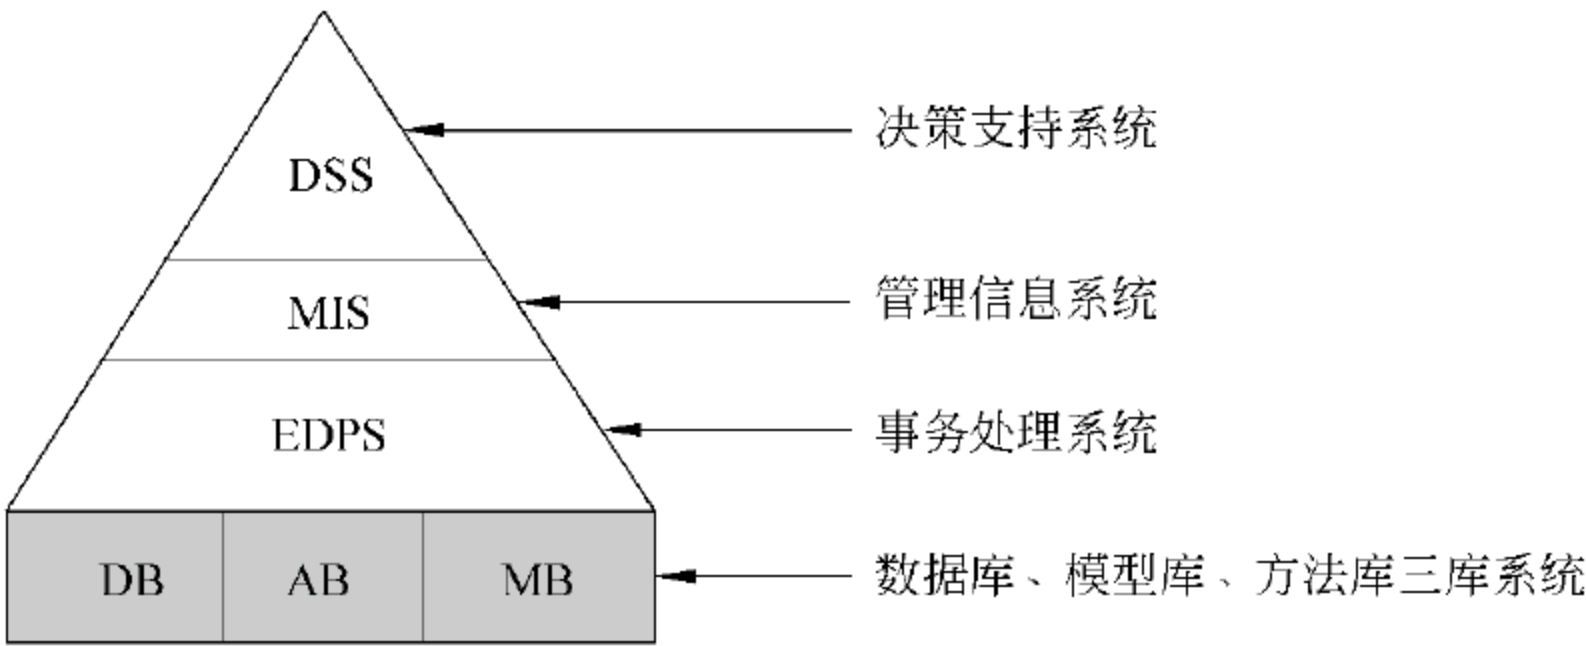 决策支持系统
DSS
管理信息系统
MIS
事务处理系统
EDPS
数据库、模型库、方法库三库系统
DB AB MB